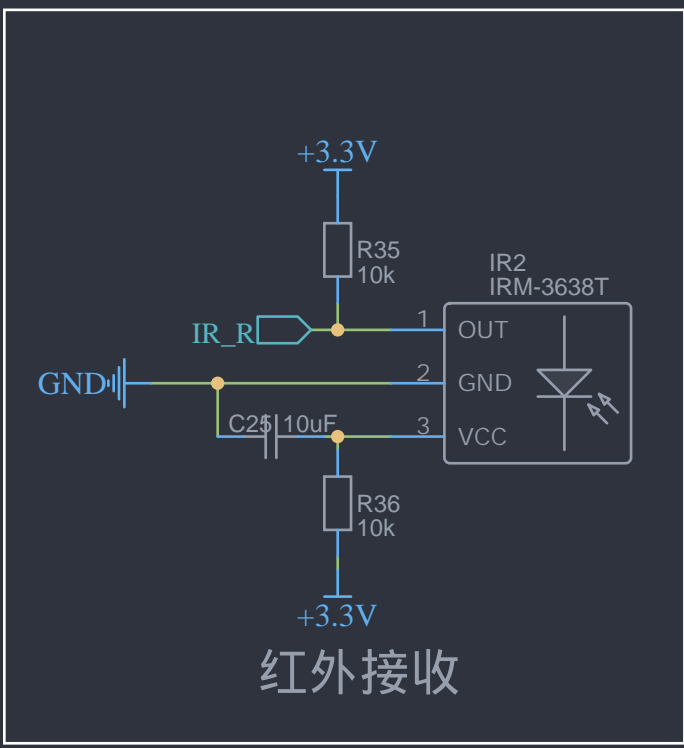 +3.3V
R35
10k
IR2
IRM-3638T
IR_R
1
OUT
GND
2
GND
C25
10uF
3
VCC
R36
10k
+3.3V
红外接收